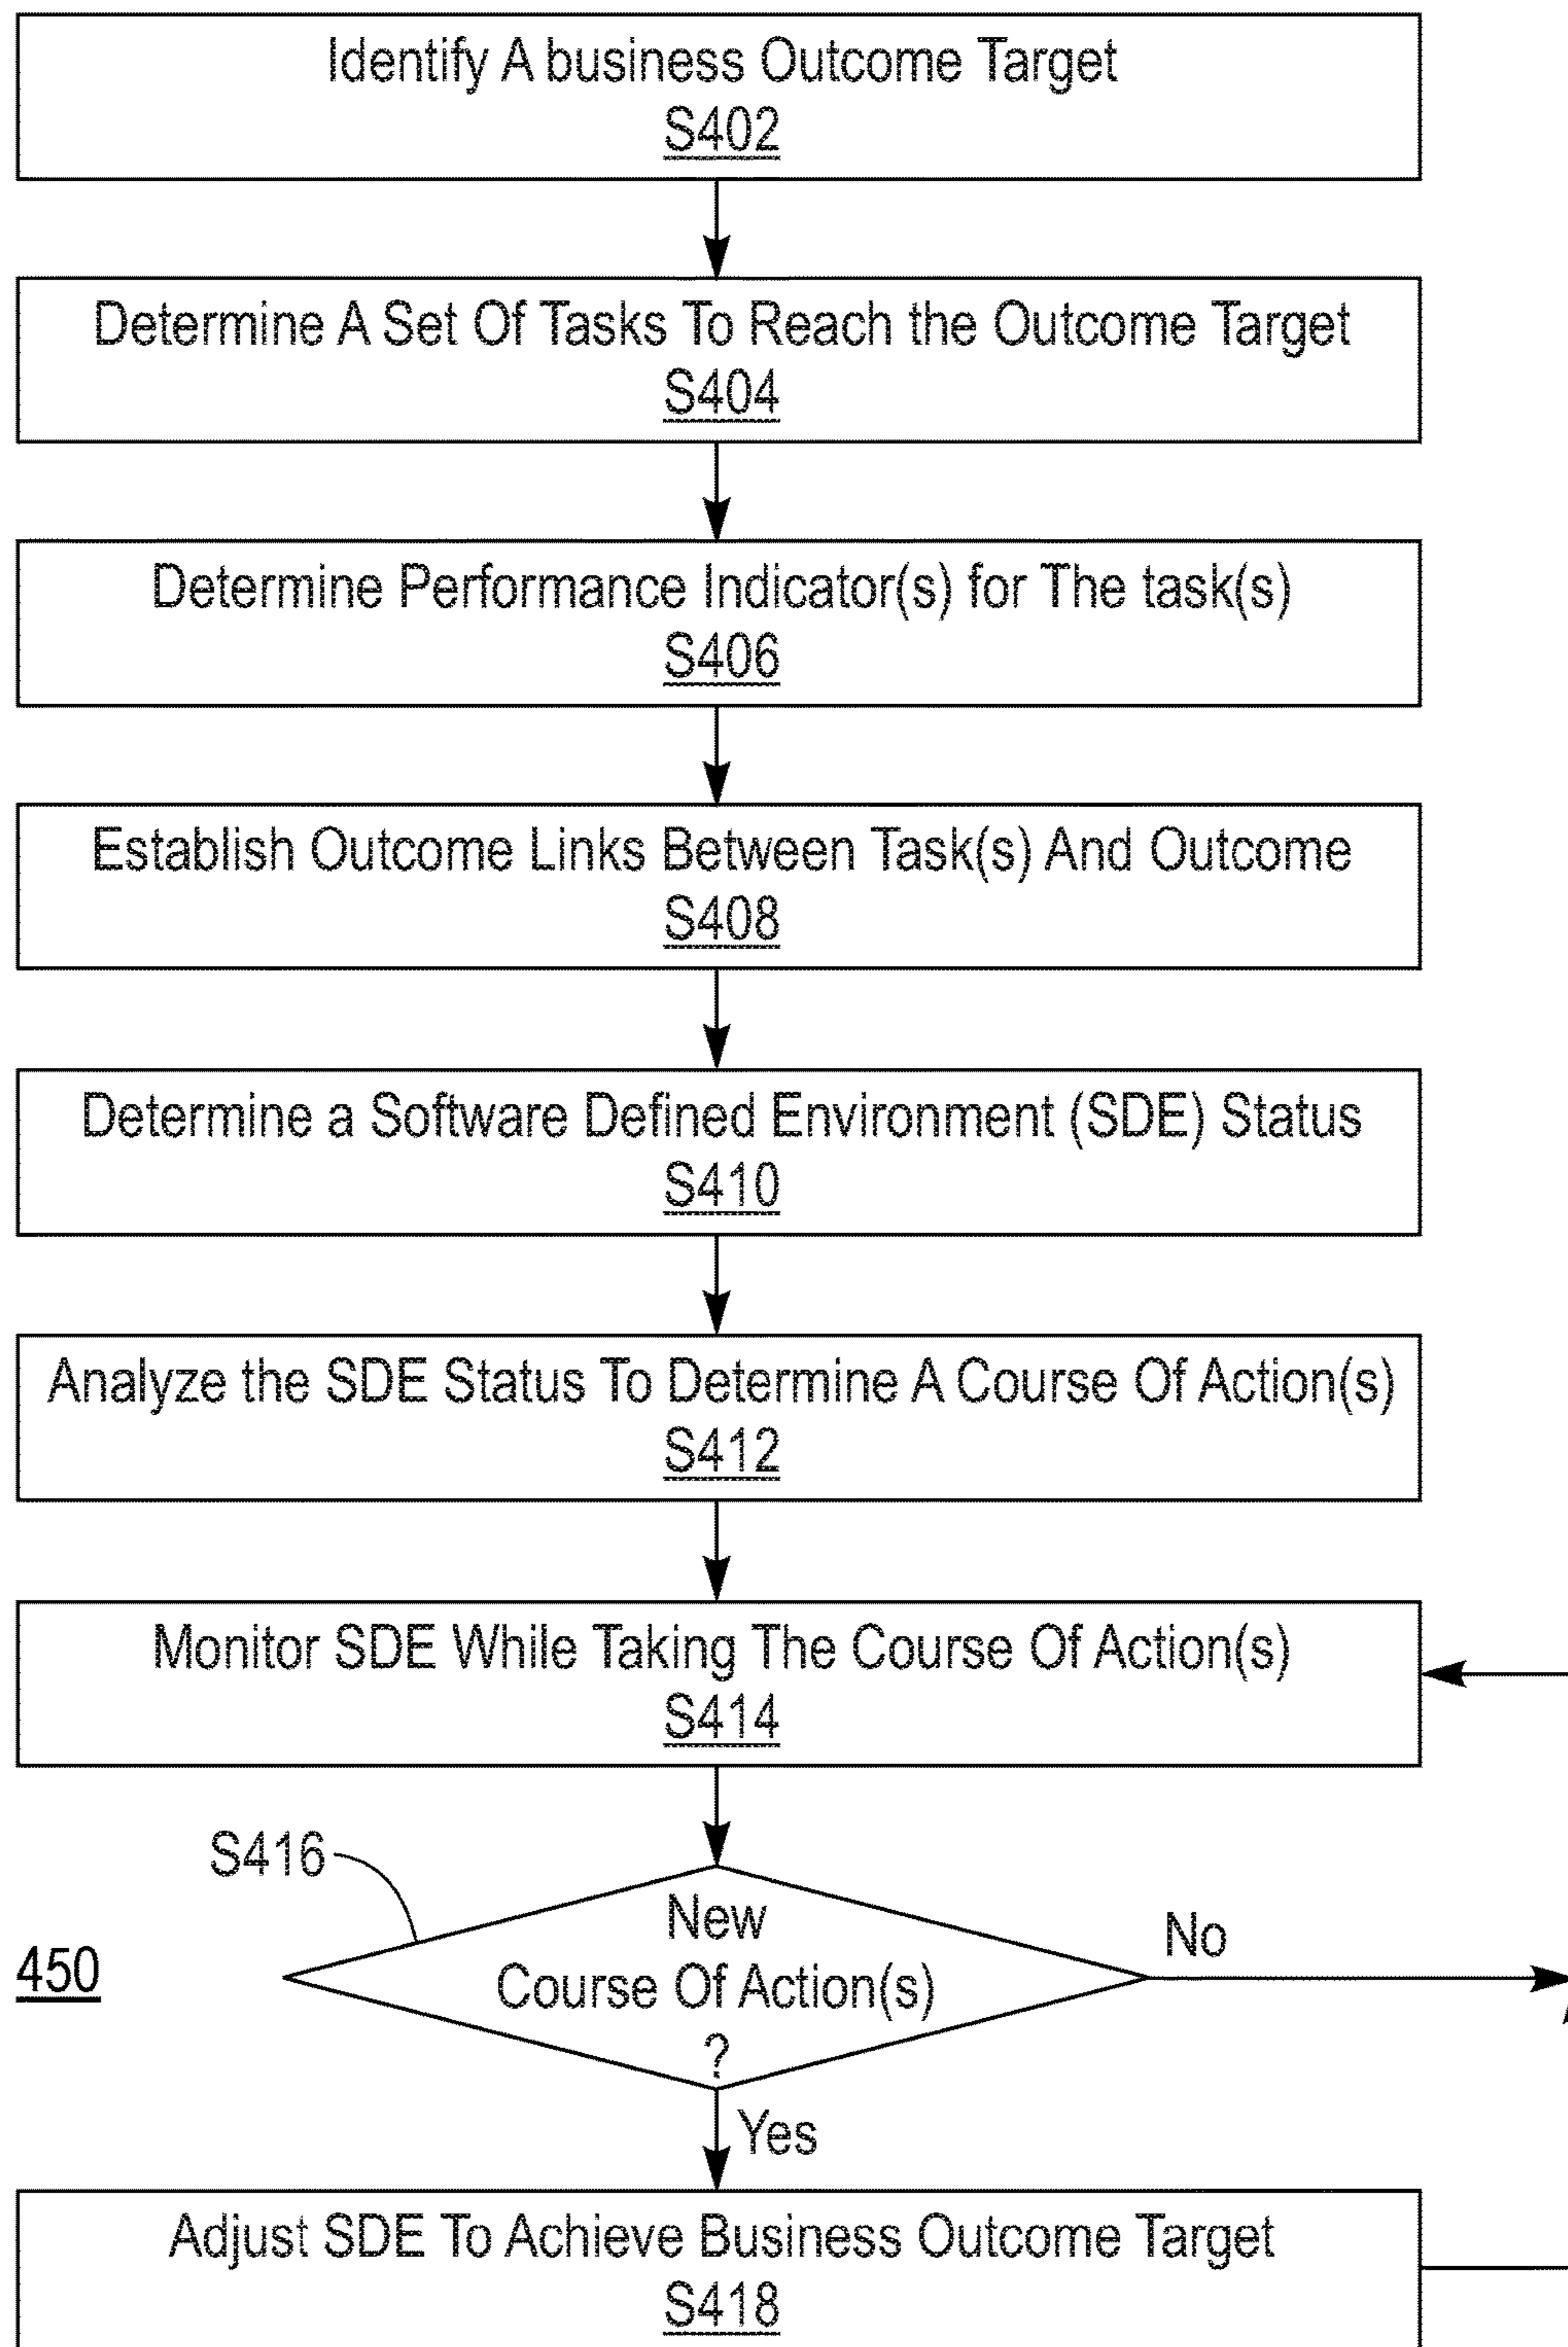 Identify A business Outcome Target
S402
Determine A Set Of Tasks To Reach the Outcome Target
S404
Determine Performance Indicator(s) for The task(s)
S406
Establish Outcome Links Between Task(s) And Outcome
S408
Determine a Software Defined Environment (SDE) Status
S410
Analyze the SDE Status To Determine A Course Of Action(s)
S412
Monitor SDE While Taking The Course Of Action(s)
S414
S416
New
Course Of Action(s)
?
No
450
Yes
Adjust SDE To Achieve Business Outcome Target
S418